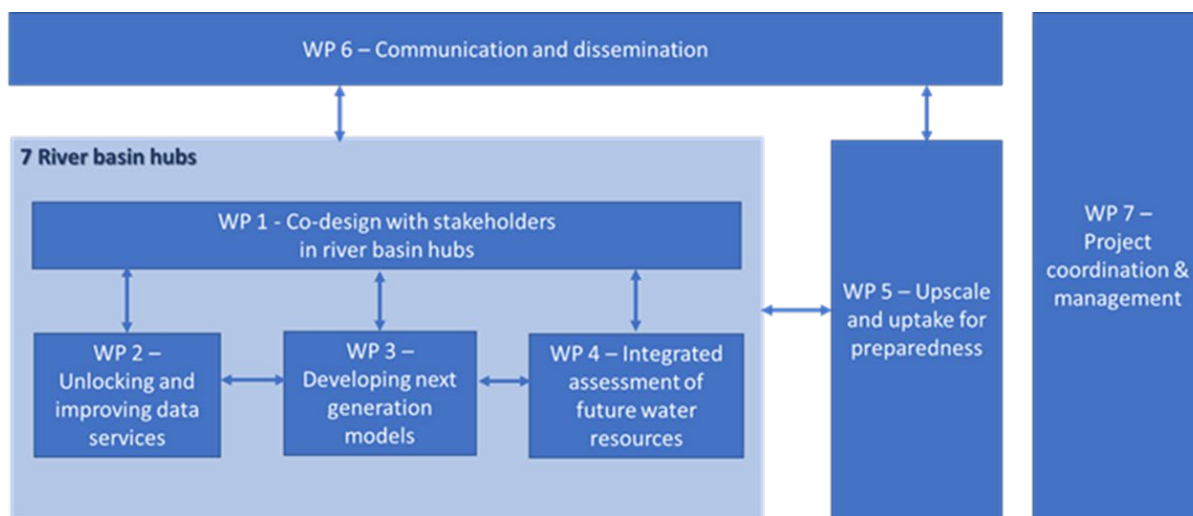 WP 6 – Communication and dissemination
7 River basin hubs
WP 1 - Co-design with stakeholders
in river basin hubs
WP 2 –
Unlocking and
improving data
services
WP 3 –
Developing next
generation
models
WP 4 – Integrated
assessment of
future water
resources
WP 5 – Upscale
and uptake for
preparedness
WP 7 –
Project
coordination &
management